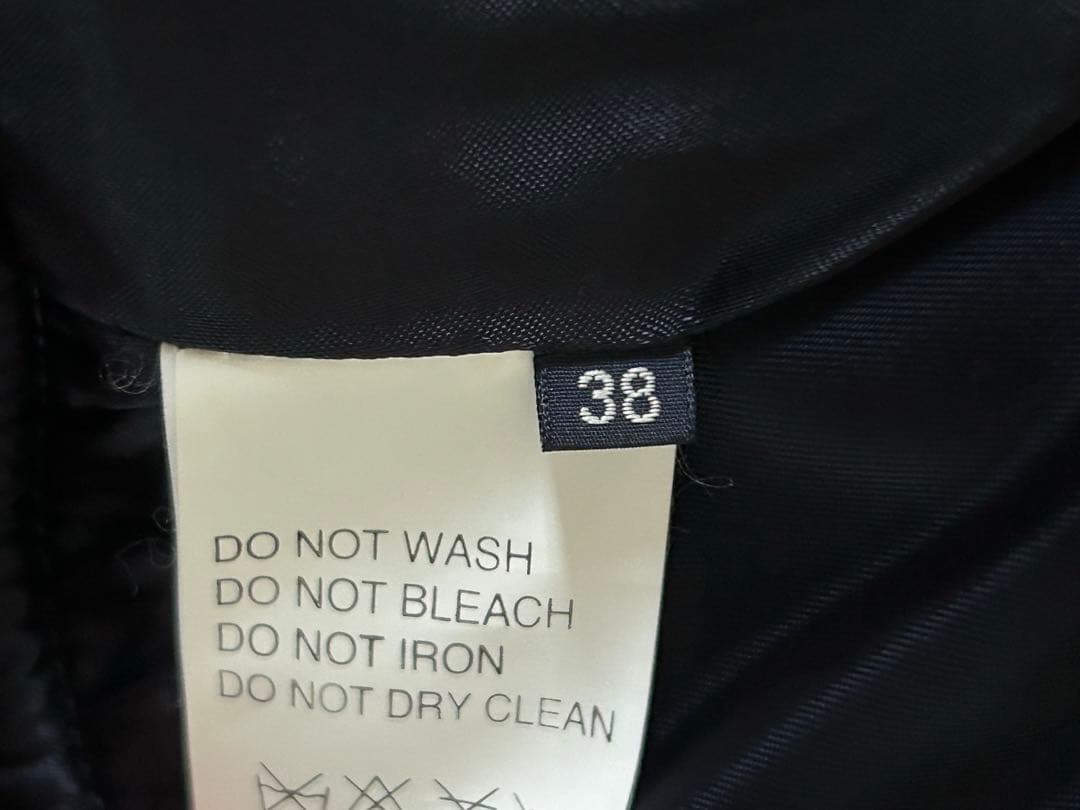 38
DO NOT WASH
DO NOT BLEACH
DO NOT IRON
DO NOT DRY CLEAN